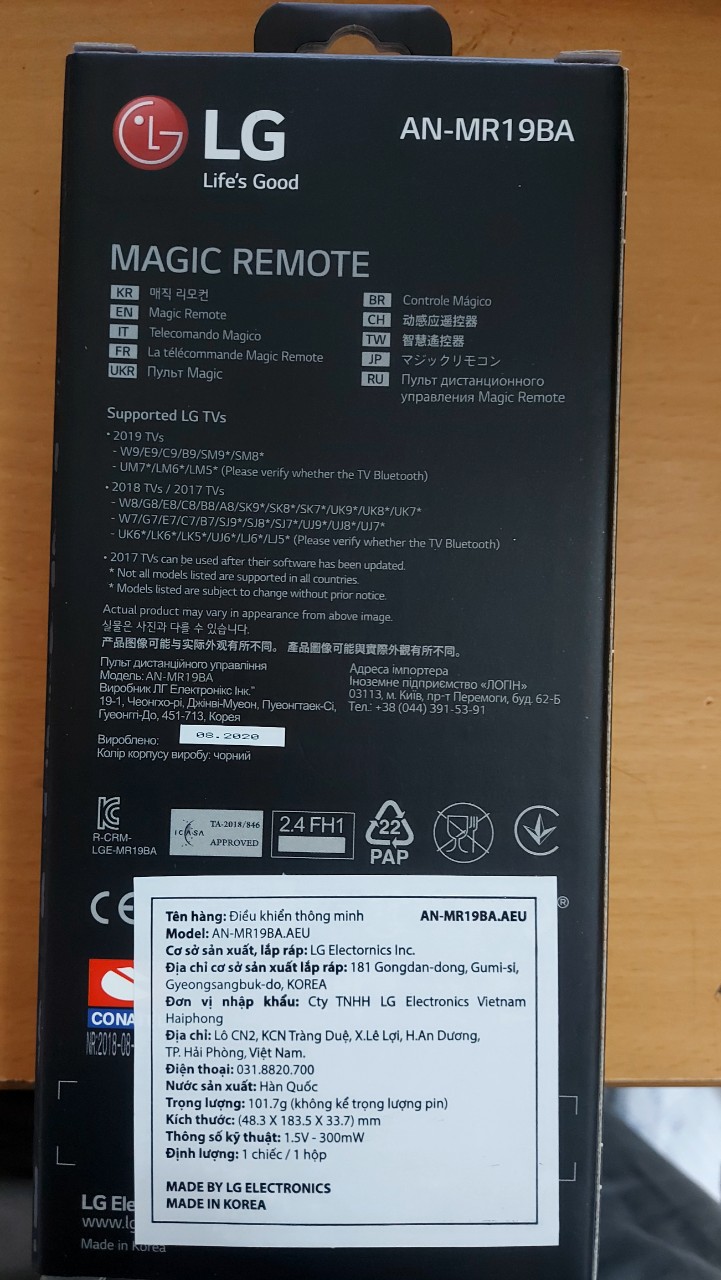 LG
Life's Good
AN-MR19BA
MAGIC REMOTE
KR 매직 리모컨
EN Magic Remote
IT Telecomando Magico
FR La télécommande Magic Remote
UKR Пульт Magic
BR Controle Mágico
CH 动感应遥控器
TW 智慧遙控器
JP マジックリモコン
RU Пульт дистанционного
управления Magic Remote
Supported LG TVs
• 2019 TVs
- W9/E9/C9/B9/SM9*/SM8*
- UM7*/LM6*/LM5* (Please verify whether the TV Bluetooth)
• 2018 TVs / 2017 TVs
- W8/G8/E8/C8/B8/A8/SK9*/SK8*/SK7*/UK9*/UK8*/UK7*
- W7/G7/E7/C7/B7/SJ9*/SJ8*/SJ7*/UJ9*/UJ8*/UJ7*
- UK6*/LK6*/LK5*/UJ6*/LJ6*/LJ5* (Please verify whether the TV Bluetooth)
• 2017 TVs can be used after their software has been updated.
* Not all models listed are supported in all countries.
* Models listed are subject to change without prior notice.
Actual product may vary in appearance from above image.
실물은 사진과 다를 수 있습니다.
产品图像可能与实际外观有所不同。 產品圖像可能與實際外觀有所不同。
Пульт дистанційного управління
Модель: AN-MR19BA
Виробник ЛГ Електронікс Інк."
19-1, Чеонгхо-рі, Джінві-Муеон, Пуеонгтаек-Сі,
Гуеонггі-До, 451-713, Корея
Адреса імпортера
Іноземне підприємство «ЛОГІН»
03113, м. Київ, пр-т Перемоги, буд. 62-Б
Тел.: +38 (044) 391-53-91
Вироблено: 08.2020
Колір корпусу виробу: чорний
R-CRM-
LGE-MR19BA
ICASA
TA-2018/846
APPROVED
2.4 FH1
22
PAP
CE
®
CONA
NR:2018-08-
Tên hàng: Điều khiển thông minh AN-MR19BA.AEU
Model: AN-MR19BA.AEU
Cơ sở sản xuất, lắp ráp: LG Electornics Inc.
Địa chỉ cơ sở sản xuất lắp ráp: 181 Gongdan-dong, Gumi-si,
Gyeongsangbuk-do, KOREA
Đơn vị nhập khẩu: Cty TNHH LG Electronics Vietnam
Haiphong
Địa chỉ: Lô CN2, KCN Tràng Duệ, X.Lê Lợi, H.An Dương,
TP. Hải Phòng, Việt Nam.
Điện thoại: 031.8820.700
Nước sản xuất: Hàn Quốc
Trọng lượng: 101.7g (không kể trọng lượng pin)
Kích thước: (48.3 X 183.5 X 33.7) mm
Thông số kỹ thuật: 1.5V - 300mW
Định lượng: 1 chiếc / 1 hộp
MADE BY LG ELECTRONICS
MADE IN KOREA
LG Ele
www.lg
Made in Korea